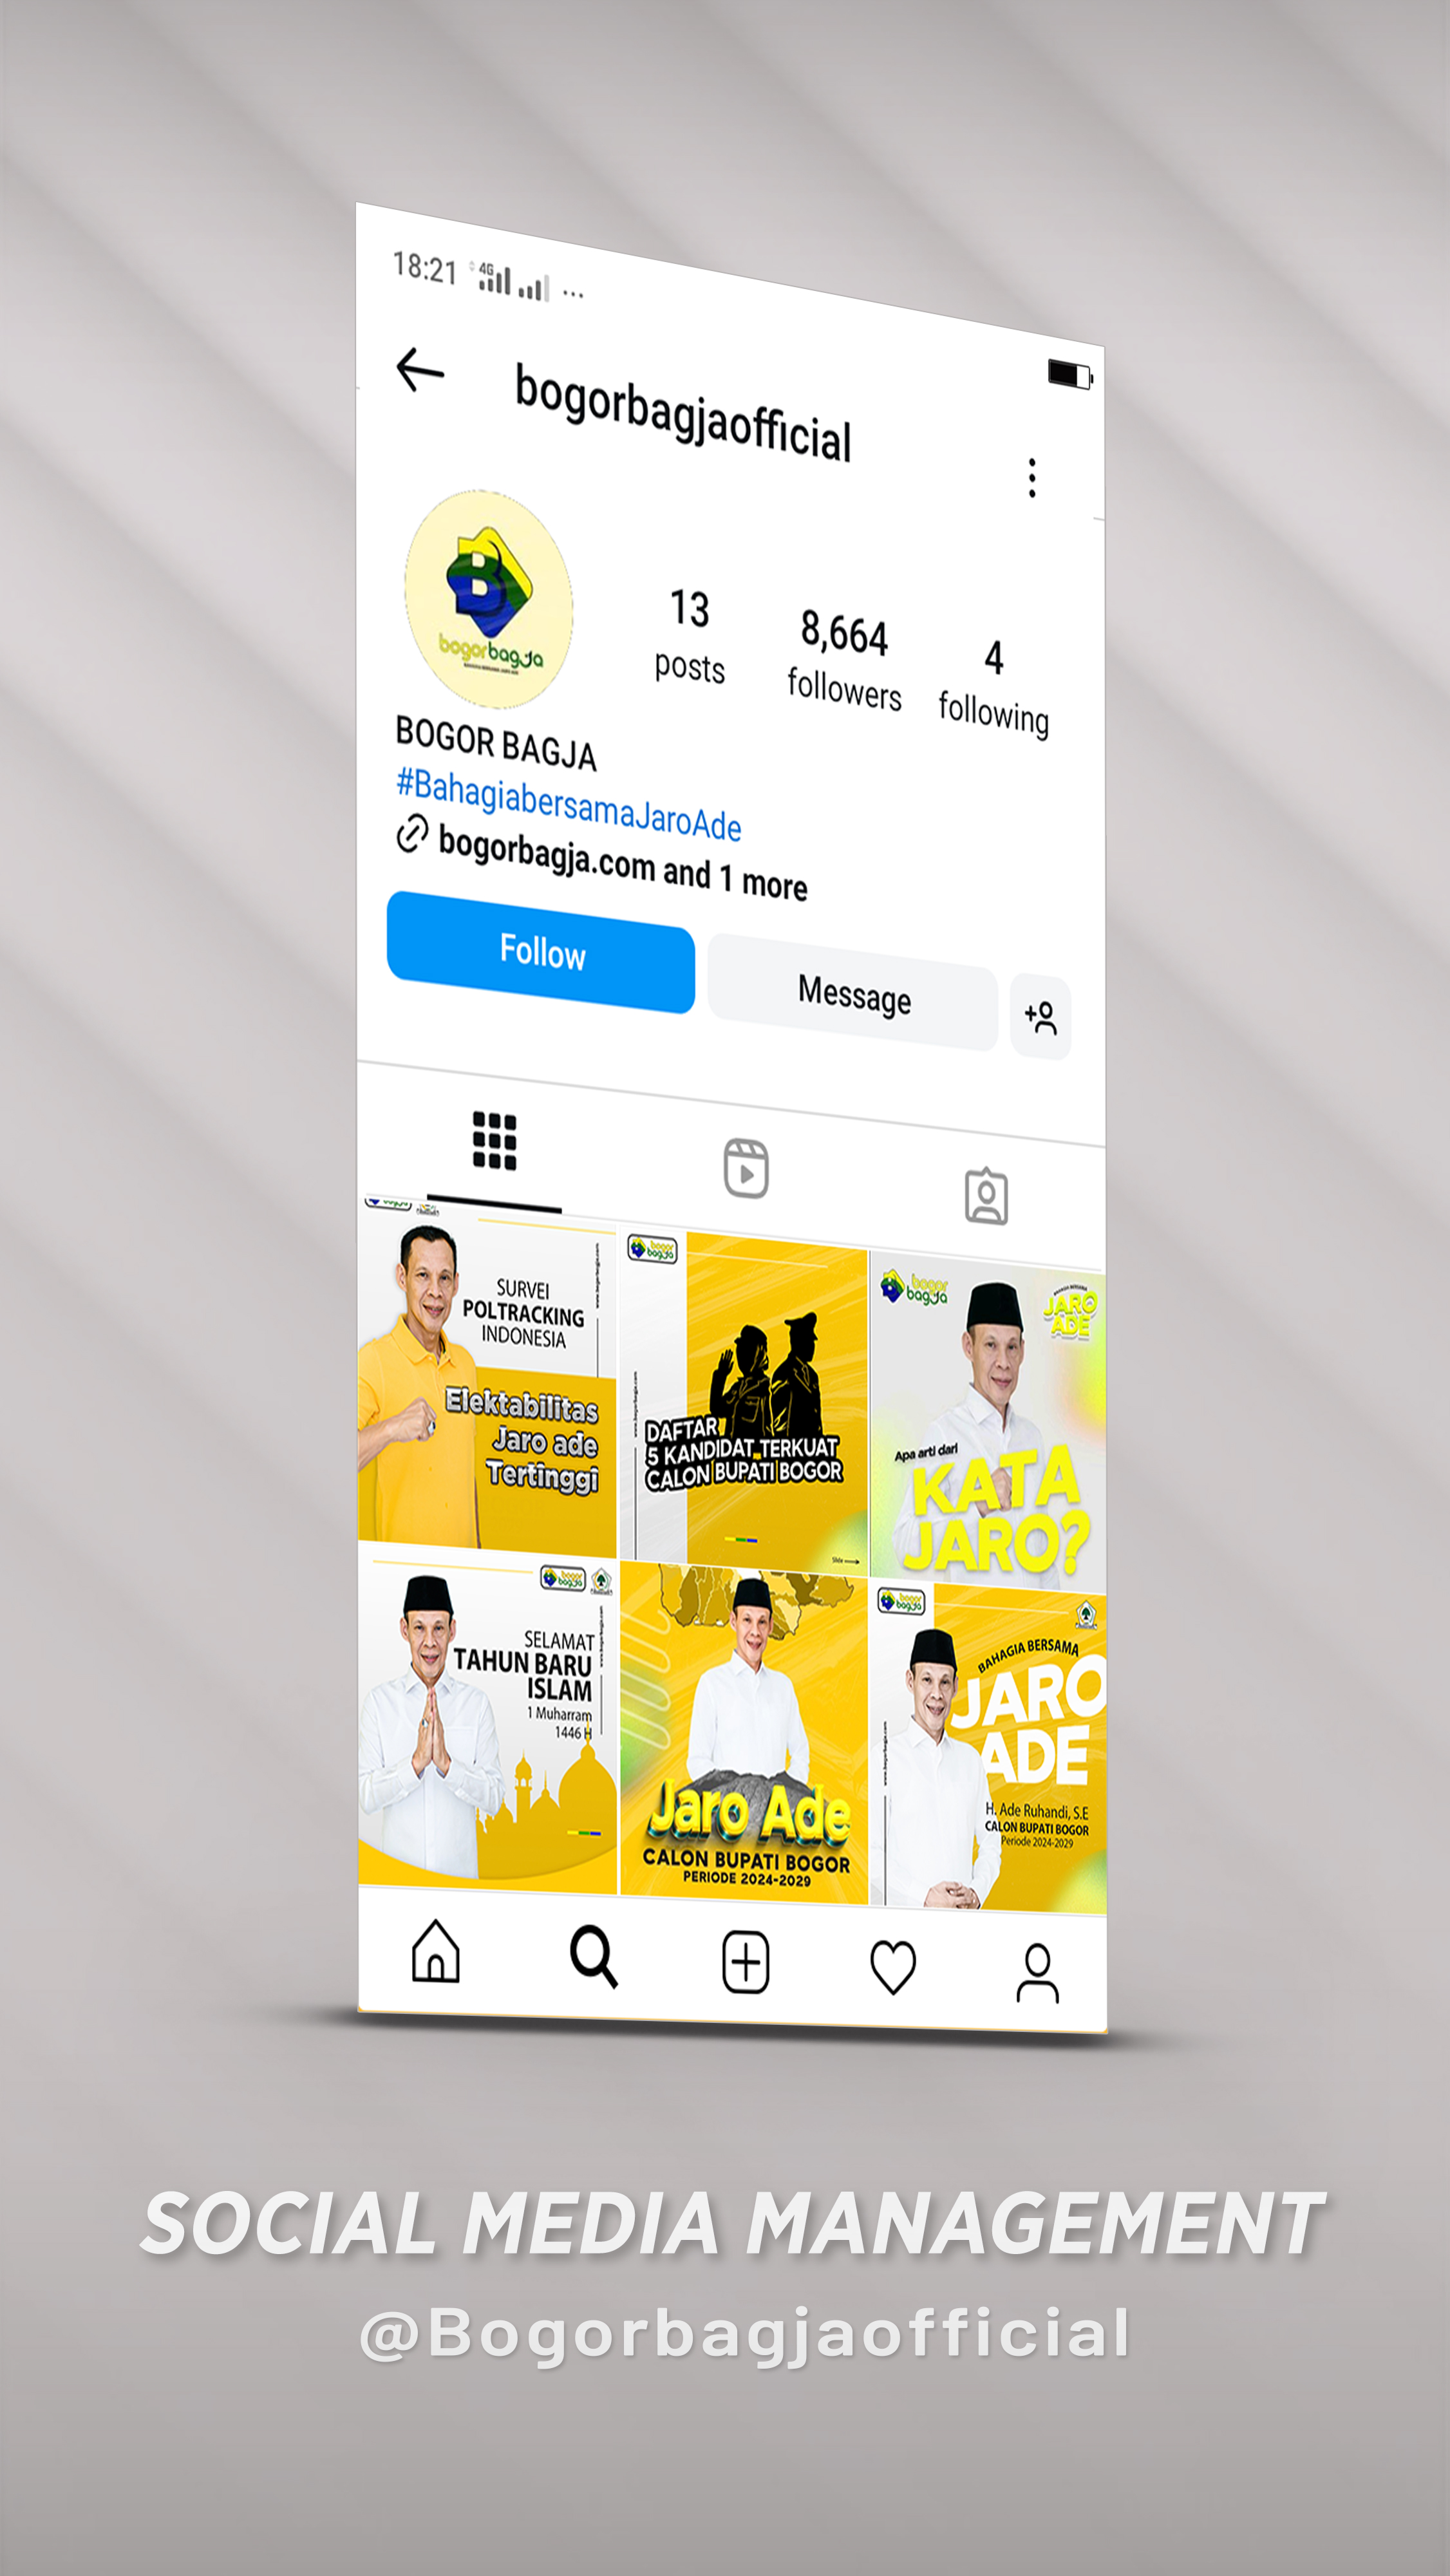 18:21 4G ...
bogorbagjaofficial
bogorbagja
13
posts
8,664
followers
4
following
BOGOR BAGJA
#BahagiabersamaJaroAde
bogorbagja.com and 1 more
Follow
Message
SURVEI
POLTRACKING
INDONESIA
Elektabilitas
Jaro ade
Tertinggi
bogor
bagja
DAFTAR
5 KANDIDAT TERKUAT
CALON BUPATI BOGOR
Slide
bogor
bagja
JARO
ADE
Apa arti dari
KATA
JARO?
bogor
bagja
SELAMAT
TAHUN BARU
ISLAM
1 Muharram
1446 H
Jaro Ade
CALON BUPATI BOGOR
PERIODE 2024-2029
bogor
bagja
BAHAGIA BERSAMA
JARO
ADE
H. Ade Ruhandi, S.E
CALON BUPATI BOGOR
Periode 2024-2029
SOCIAL MEDIA MANAGEMENT
@Bogorbagjaofficial